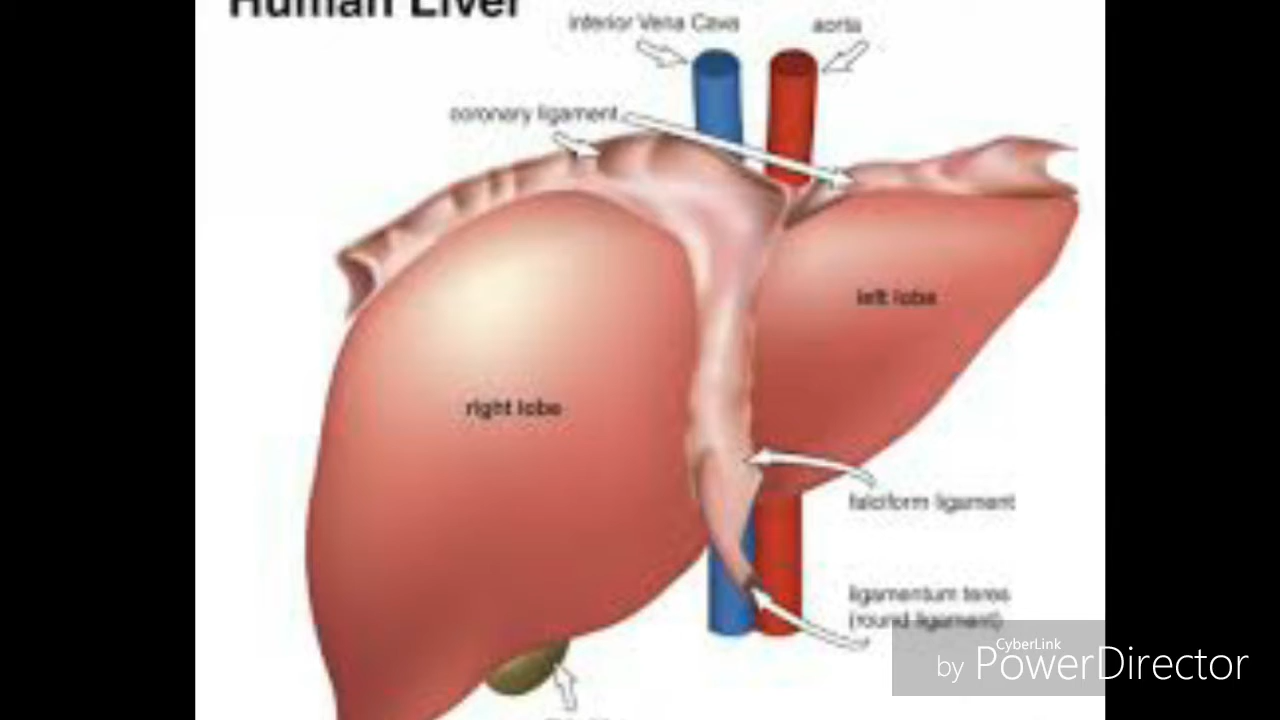 Human Liver
interior Vena Cava
aorta
coronary ligament
left lobe
right lobe
falciform ligament
ligamentum teres
(round ligament)
CyberLink
by PowerDirector